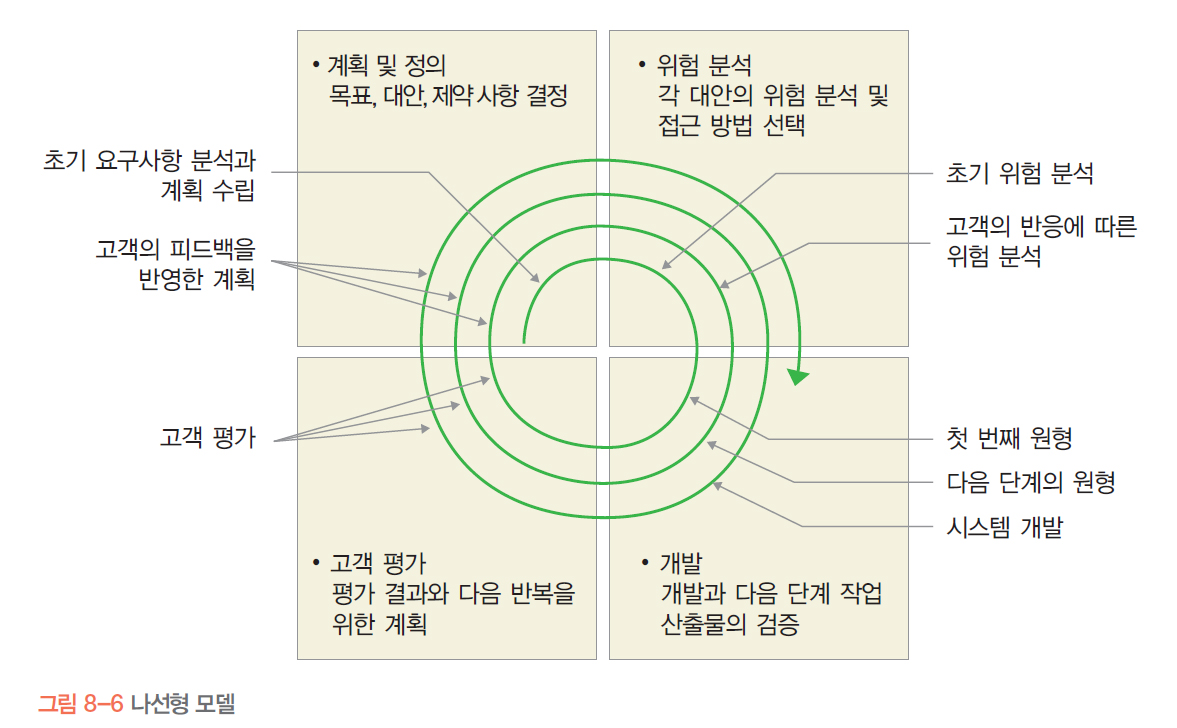 • 계획 및 정의
목표, 대안, 제약 사항 결정
• 위험 분석
각 대안의 위험 분석 및
접근 방법 선택
초기 요구사항 분석과
계획 수립
고객의 피드백을
반영한 계획
초기 위험 분석
고객의 반응에 따른
위험 분석
고객 평가
첫 번째 원형
다음 단계의 원형
시스템 개발
• 고객 평가
평가 결과와 다음 반복을
위한 계획
• 개발
개발과 다음 단계 작업
산출물의 검증
그림 8-6 나선형 모델